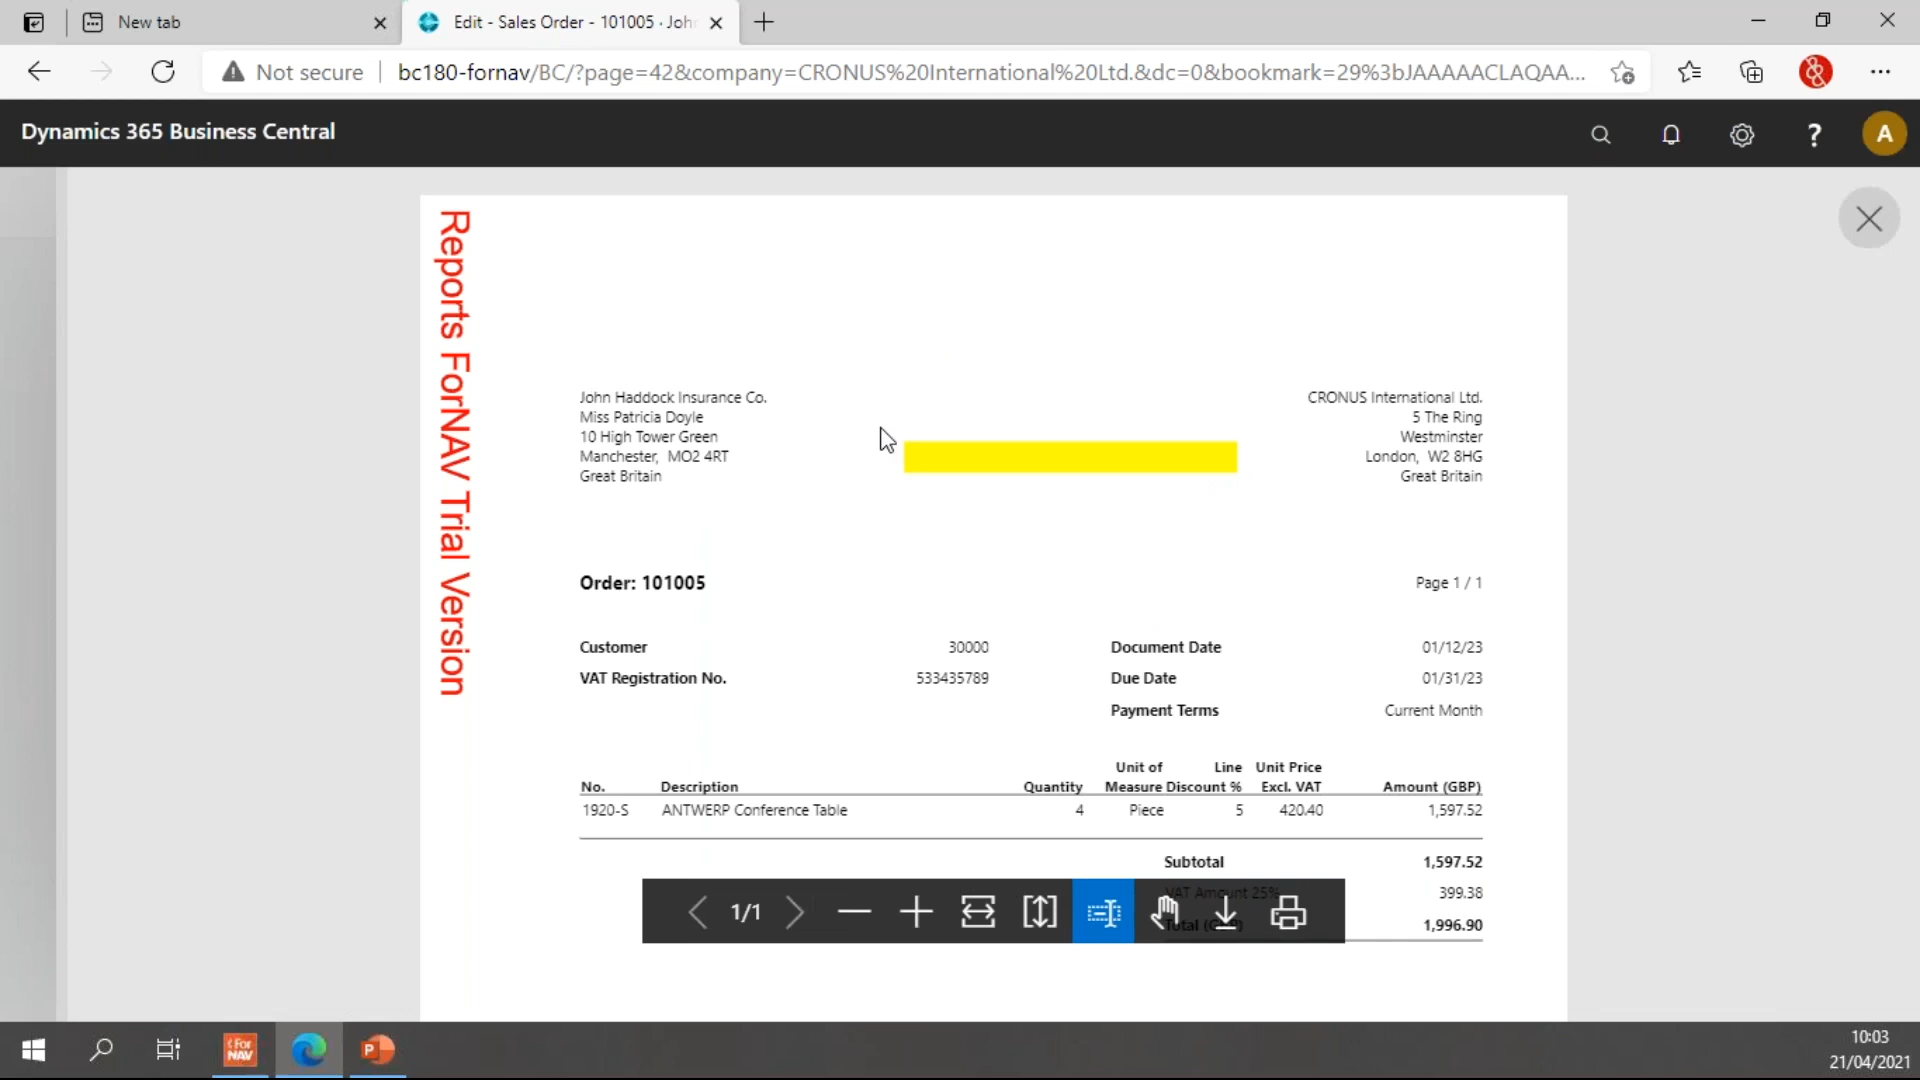 New tab
Edit - Sales Order - 101005 · Joh
Not secure
bc180-fornav/BC/?page=42&company=CRONUS%20International%20Ltd.&dc=0&bookmark=29%3bJAAAAACLAQAA...
Dynamics 365 Business Central
?
A
Reports ForNAV Trial Version
John Haddock Insurance Co.
Miss Patricia Doyle
10 High Tower Green
Manchester, MO2 4RT
Great Britain
CRONUS International Ltd.
5 The Ring
Westminster
London, W2 8HG
Great Britain
Order: 101005
Page 1 / 1
Customer 30000
VAT Registration No. 533435789
Document Date 01/12/23
Due Date 01/31/23
Payment Terms Current Month
No. Description Quantity Unit of Measure Line Discount % Unit Price Excl. VAT Amount (GBP)
1920-S ANTWERP Conference Table 4 Piece 5 420.40 1,597.52
Subtotal 1,597.52
VAT Amount 25% 399.38
Total 1,996.90
1/1
For NAV
P
10:03
21/04/2021